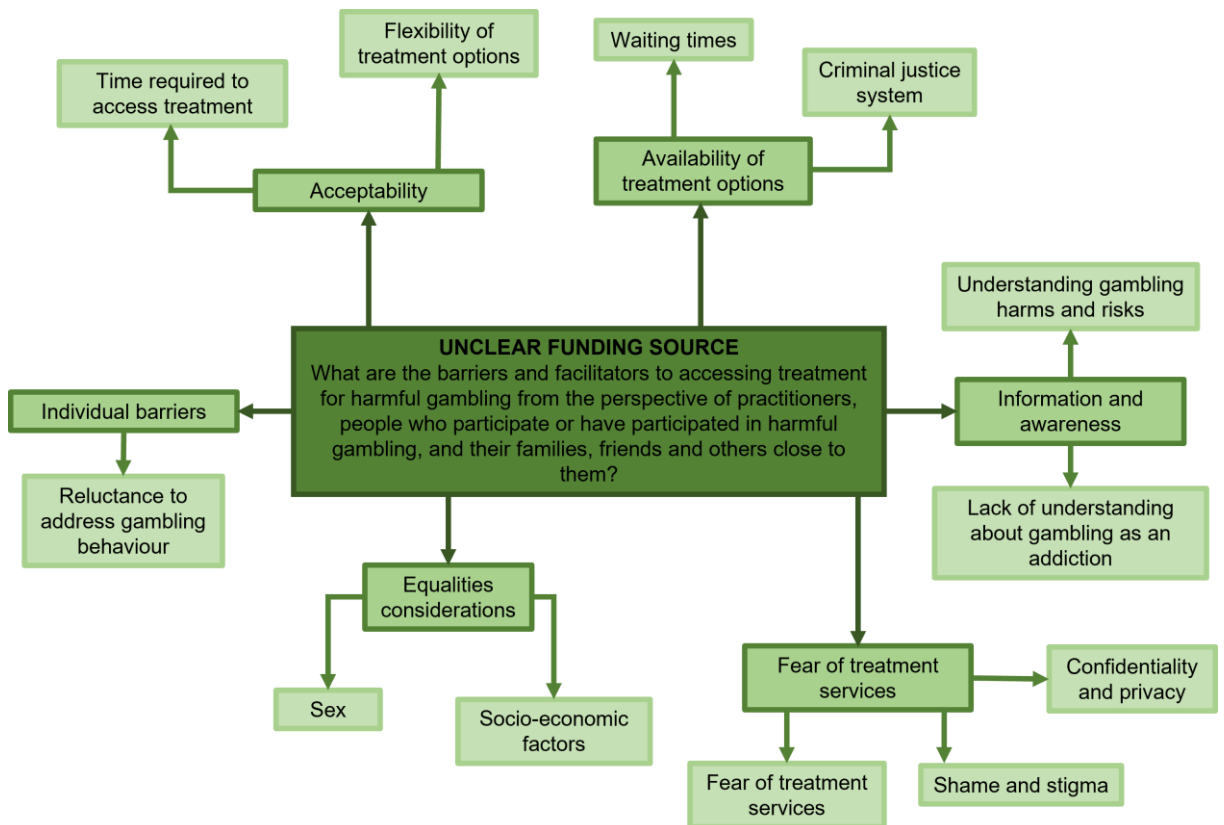 Flexibility of
treatment options
Waiting times
Time required to
access treatment
Criminal justice
system
Acceptability
Availability of
treatment options
Understanding gambling
harms and risks
UNCLEAR FUNDING SOURCE
What are the barriers and facilitators to accessing treatment
for harmful gambling from the perspective of practitioners,
people who participate or have participated in harmful
gambling, and their families, friends and others close to
them?
Individual barriers
Information and
awareness
Reluctance to
address gambling
behaviour
Lack of understanding
about gambling as an
addiction
Equalities
considerations
Sex
Socio-economic
factors
Fear of treatment
services
Confidentiality
and privacy
Fear of treatment
services
Shame and stigma